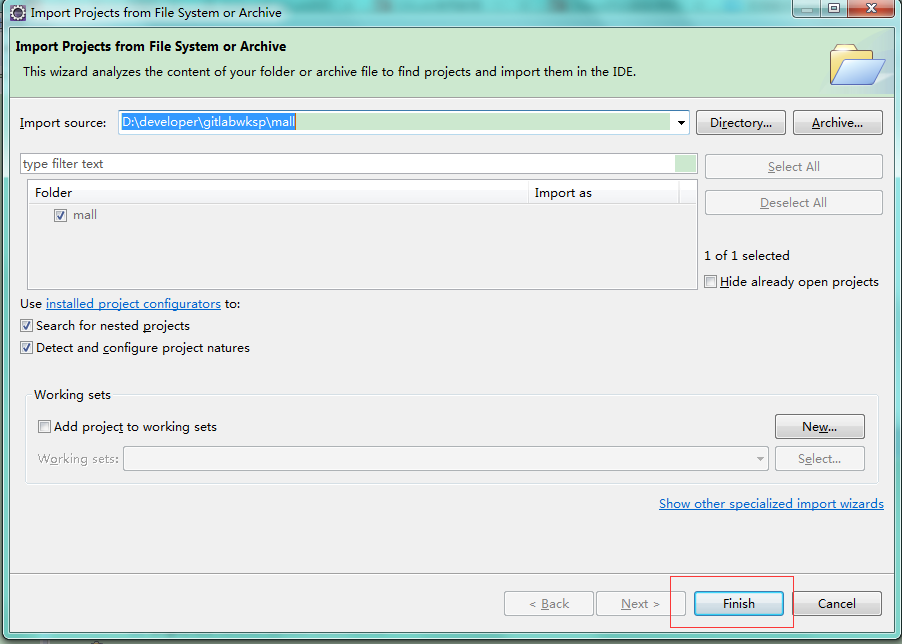 Import Projects from File System or Archive
Import Projects from File System or Archive
This wizard analyzes the content of your folder or archive file to find projects and import them in the IDE.
Import source: D:\developer\gitlabwksp\mall Directory... Archive...
type filter text Select All
Folder Import as
Deselect All
mall
1 of 1 selected
Hide already open projects
Use installed project configurators to:
Search for nested projects
Detect and configure project natures
Working sets
Add project to working sets New...
Working sets: Select...
Show other specialized import wizards
< Back Next > Finish Cancel